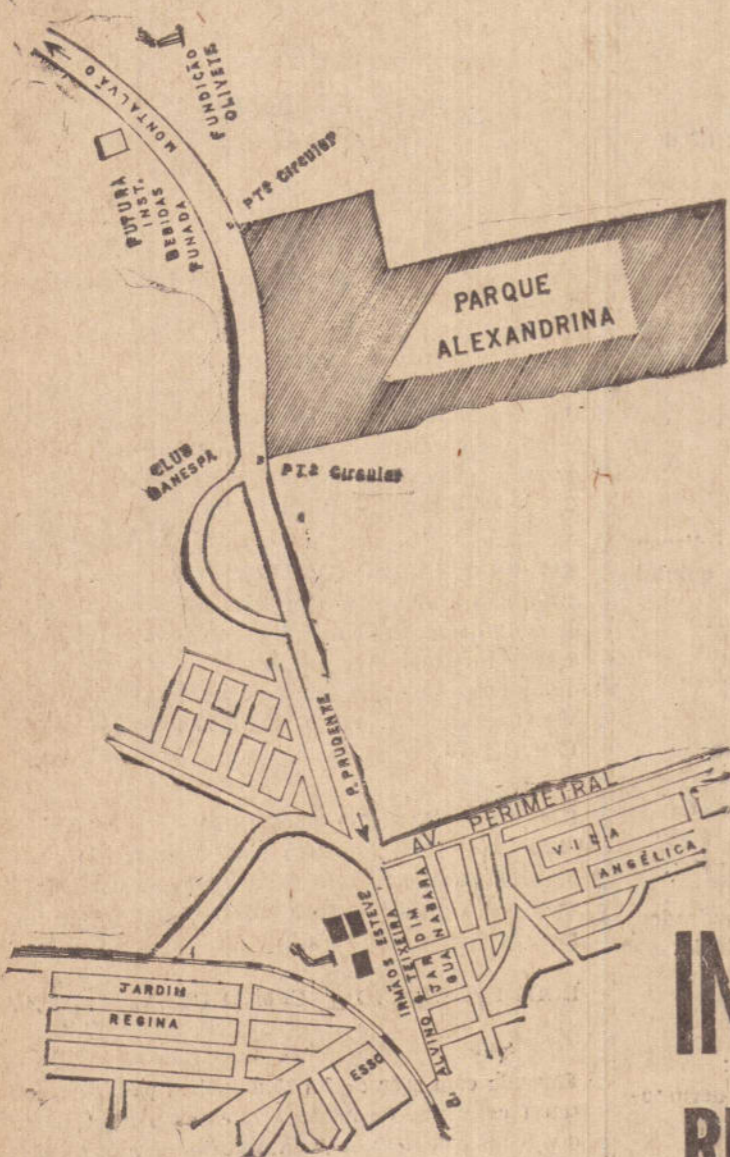 MONTALVÃO
FUNDIÇÃO
OLIVETE
FUTURA
INST.
BEBIDAS
FUNADA
PTº Circular
PARQUE
ALEXANDRINA
CLUB
BANESPA
PTº Circular
P. PRUDENTE
AV. PERIMETRAL
VILA
ANGÉLICA
IRMÃOS ESTEVE
R. ALVINO G. TEIXEIRA
JARDIM
GUANABARA
JARDIM
REGINA
ESSO
IN